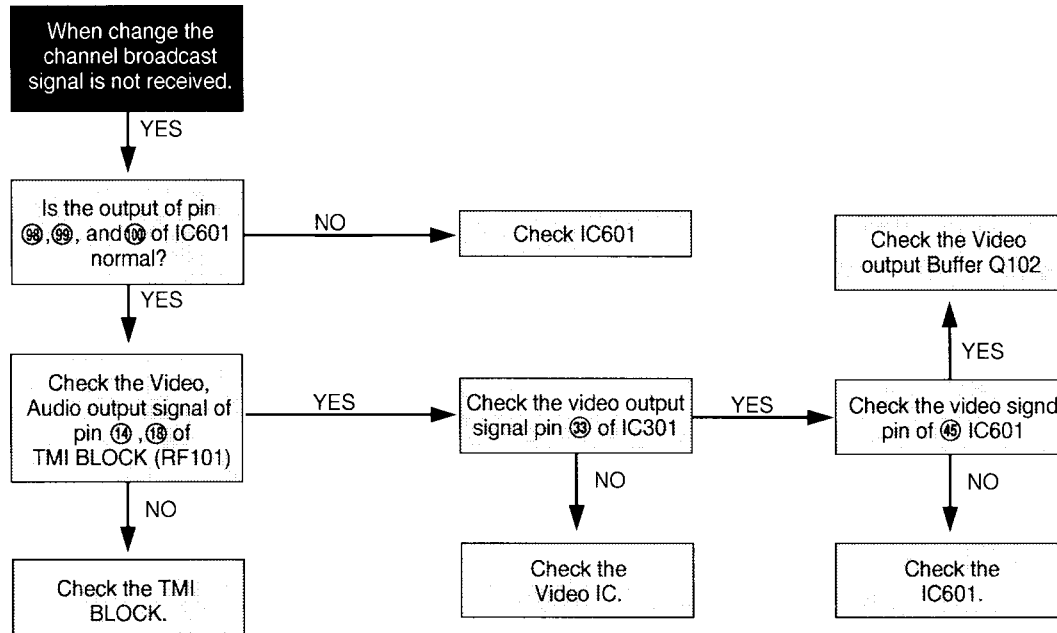 When change the
channel broadcast
signal is not received.
YES
Is the output of pin
98,99, and 100 of IC601
normal?
NO
Check IC601
YES
Check the Video,
Audio output signal of
pin 14, 18 of
TMI BLOCK (RF101)
YES
Check the video output
signal pin 33 of IC301
YES
Check the video signd
pin of 45 IC601
YES
Check the Video
output Buffer Q102
NO
Check the TMI
BLOCK.
NO
Check the
Video IC.
NO
Check the
IC601.